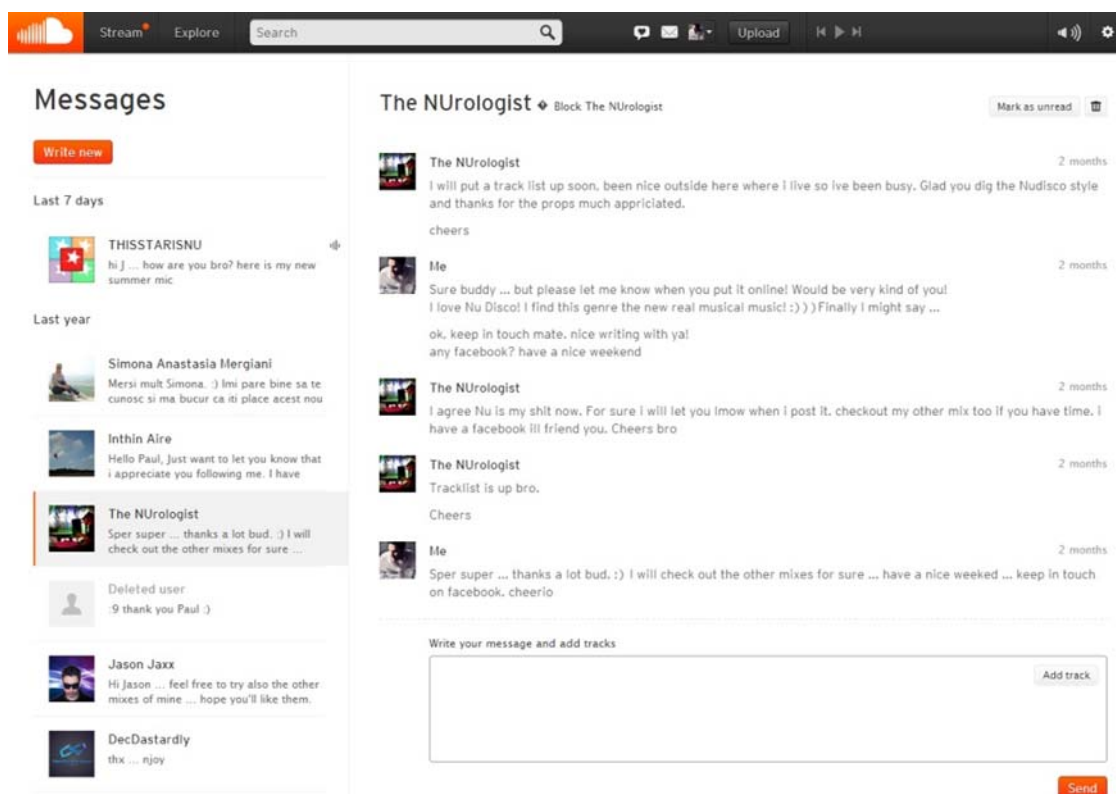 Stream
Explore
Search
Upload
Messages
Write new
Last 7 days
THISSTARISNU
hi J ... how are you bro? here is my new
summer mic
Last year
Simona Anastasia Mergiani
Mersi mult Simona. :) Imi pare bine sa te
cunosc si ma bucur ca iti place acest nou
Inthin Aire
Hello Paul, Just want to let you know that
i appreciate you following me. I have
The NUrologist
Sper super ... thanks a lot bud. :) I will
check out the other mixes for sure ...
Deleted user
:9 thank you Paul :)
Jason Jaxx
Hi Jason ... feel free to try also the other
mixes of mine ... hope you'll like them.
DecDastardly
thx ... njoy
The NUrologist � Block The NUrologist
Mark as unread
The NUrologist
2 months
I will put a track list up soon, been nice outside here where i live so ive been busy. Glad you dig the Nudisco style
and thanks for the props much appriciated.
cheers
Me
2 months
Sure buddy ... but please let me know when you put it online! Would be very kind of you!
I love Nu Disco! I find this genre the new real musical music! :)))Finally I might say ...
ok, keep in touch mate. nice writing with ya!
any facebook? have a nice weekend
The NUrologist
2 months
I agree Nu is my shit now. For sure i will let you lmow when i post it. checkout my other mix too if you have time. i
have a facebook ill friend you. Cheers bro
The NUrologist
2 months
Tracklist is up bro.
Cheers
Me
2 months
Sper super ... thanks a lot bud. :) I will check out the other mixes for sure ... have a nice weeked ... keep in touch
on facebook. cheerio
Write your message and add tracks
Add track
Send